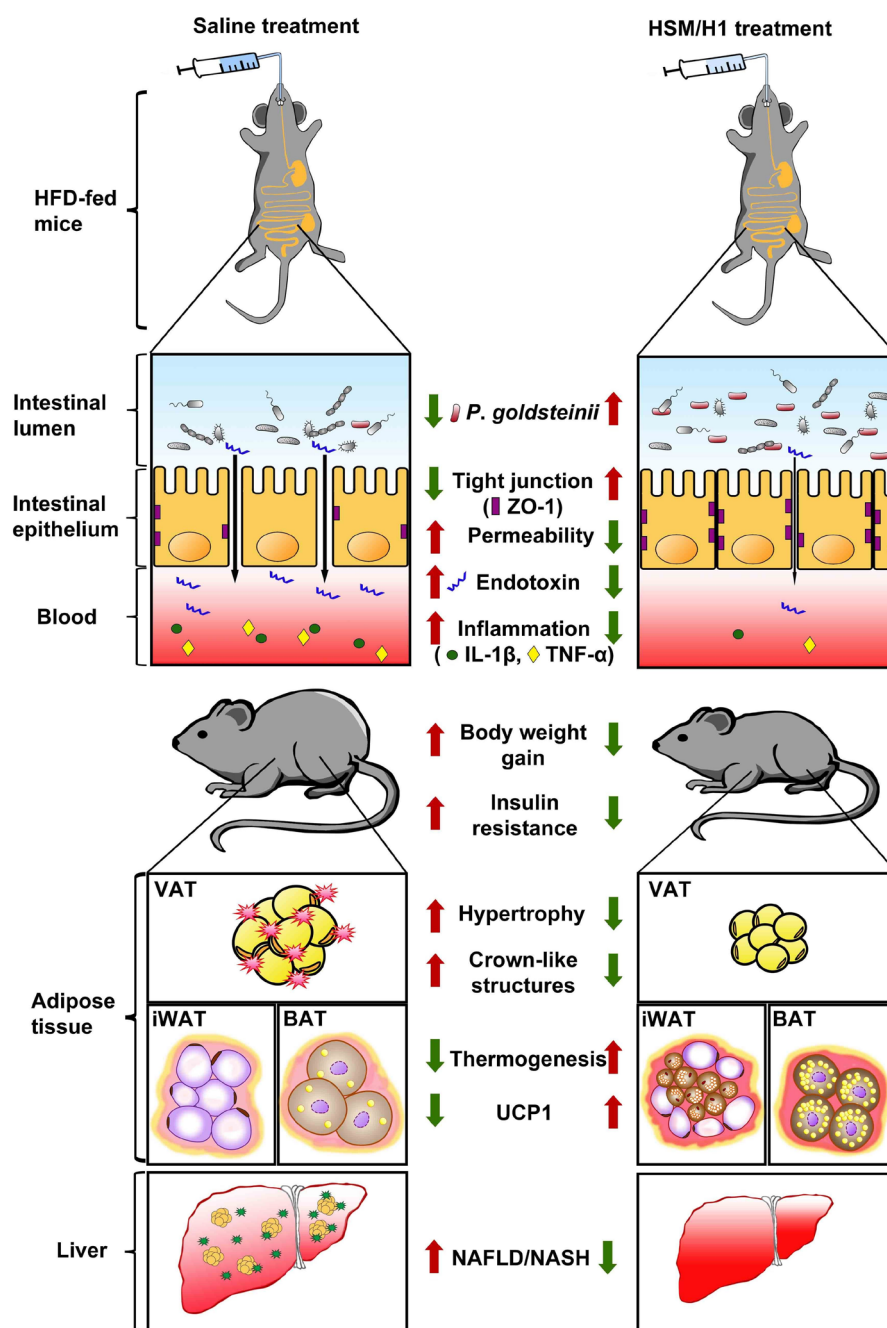 Saline treatment
HSM/H1 treatment
HFD-fed
mice
Intestinal
lumen
P. goldsteinii
Intestinal
epithelium
Tight junction
( ZO-1)
Permeability
Blood
Endotoxin
Inflammation
( IL-1β, TNF-α)
Body weight
gain
Insulin
resistance
Adipose
tissue
VAT
VAT
Hypertrophy
Crown-like
structures
iWAT
BAT
iWAT
BAT
Thermogenesis
UCP1
Liver
NAFLD/NASH